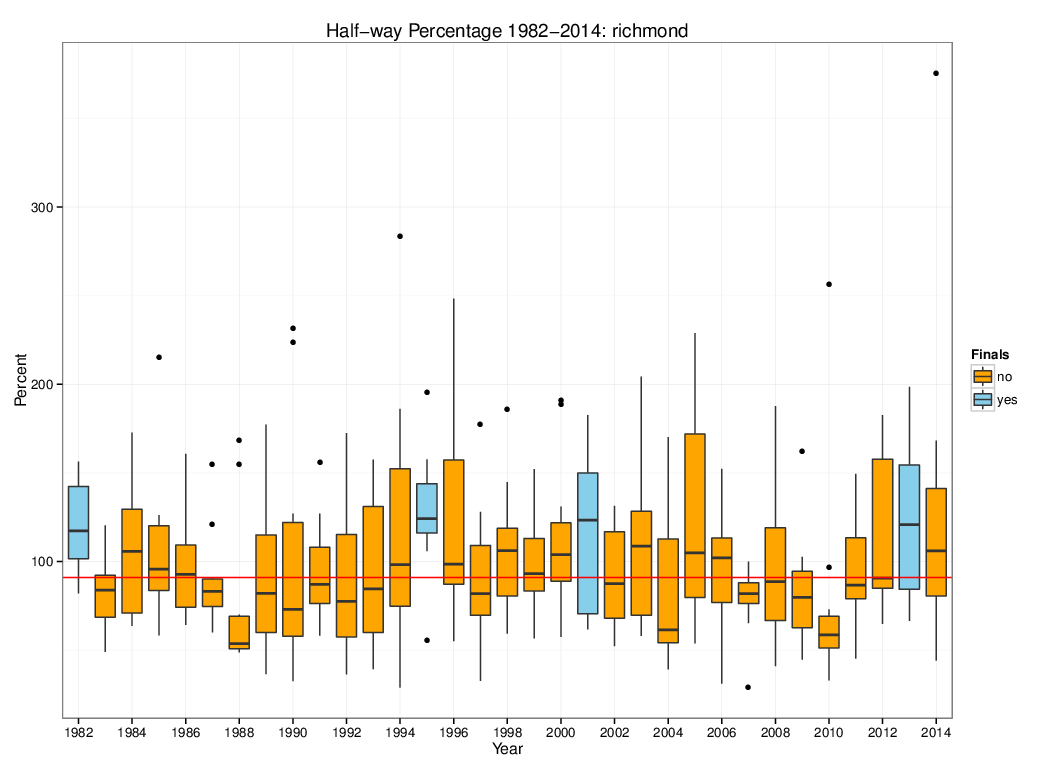 Half−way Percentage 1982−2014: richmond
300
200
100
Percent
1982 1984 1986 1988 1990 1992 1994 1996 1998 2000 2002 2004 2006 2008 2010 2012 2014
Year
Finals
no
yes